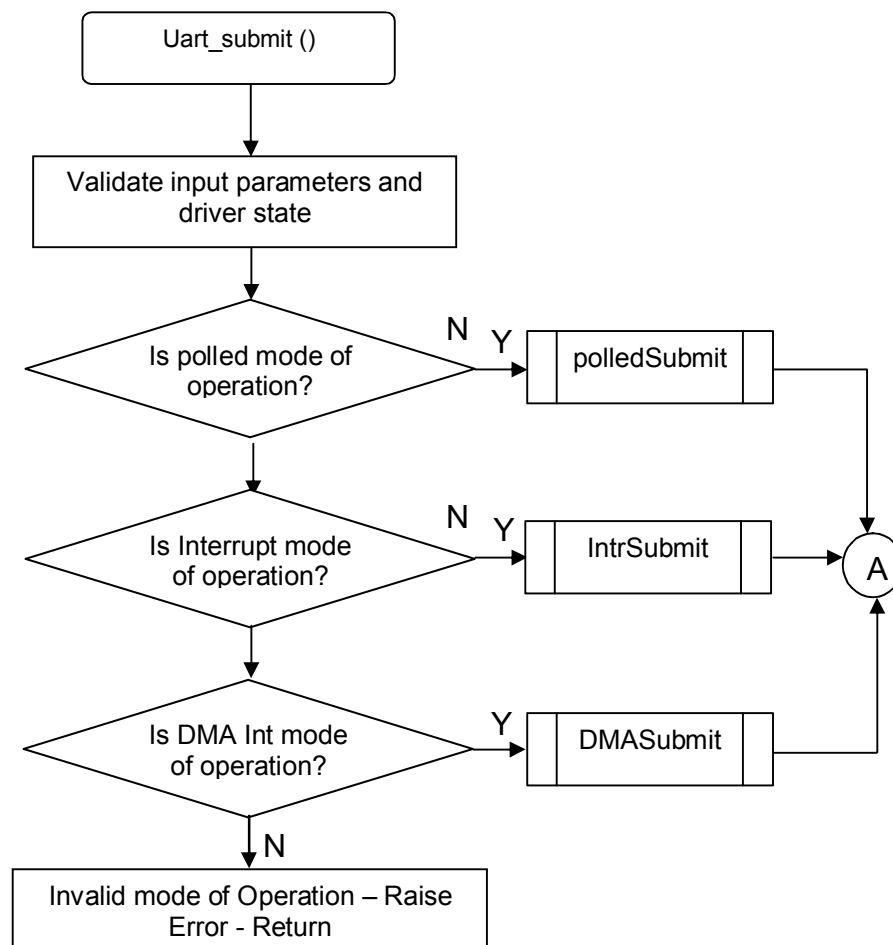 Uart_submit ()
Validate input parameters and
driver state
N
Y
Is polled mode of
operation?
polledSubmit
N
Y
Is Interrupt mode
of operation?
IntrSubmit
A
Y
Is DMA Int mode
of operation?
DMASubmit
N
Invalid mode of Operation – Raise
Error - Return